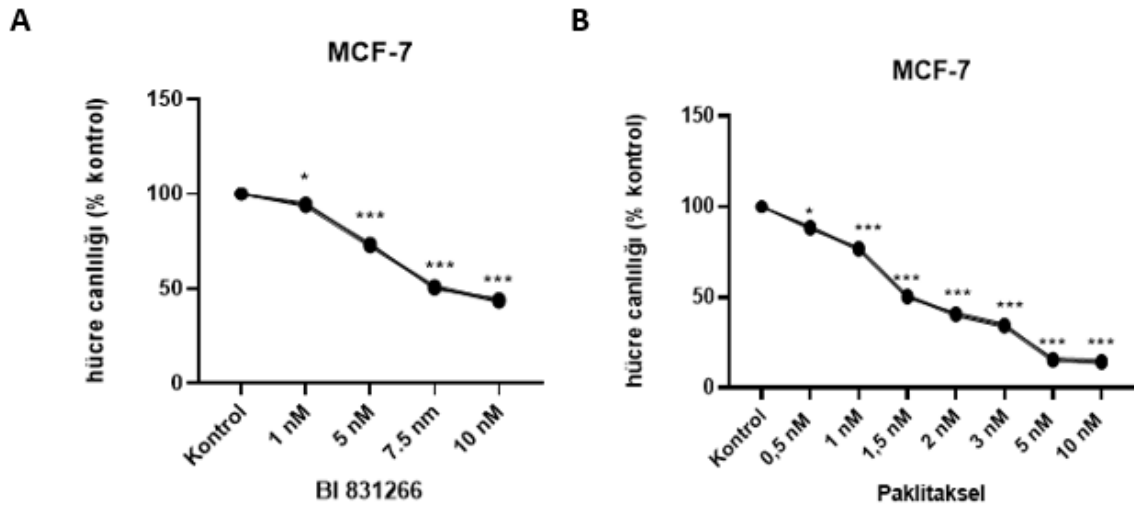 A
MCF-7
hücre canlılığı (% kontrol)
150
100
50
0
*
***
***
***
Kontrol
1 nM
5 nM
7.5 nm
10 nM
BI 831266
B
MCF-7
hücre canlılığı (% kontrol)
150
100
50
0
*
***
***
***
***
***
***
Kontrol
0,5 nM
1 nM
1,5 nM
2 nM
3 nM
5 nM
10 nM
Paklitaksel